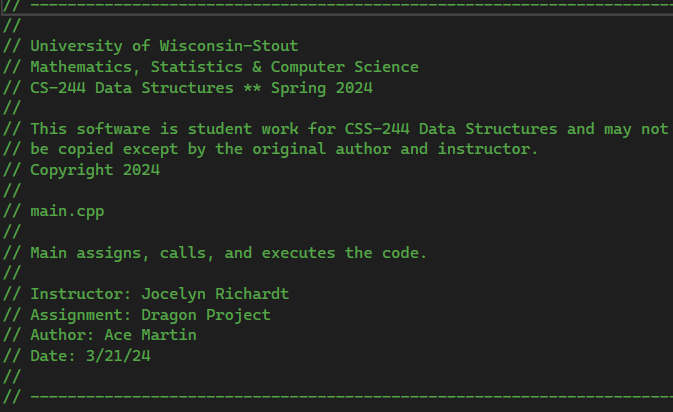 // -----------------------------------------------------------------------
//
// University of Wisconsin-Stout
// Mathematics, Statistics & Computer Science
// CS-244 Data Structures ** Spring 2024
//
// This software is student work for CSS-244 Data Structures and may not
// be copied except by the original author and instructor.
// Copyright 2024
//
// main.cpp
//
// Main assigns, calls, and executes the code.
//
// Instructor: Jocelyn Richardt
// Assignment: Dragon Project
// Author: Ace Martin
// Date: 3/21/24
//
// -----------------------------------------------------------------------